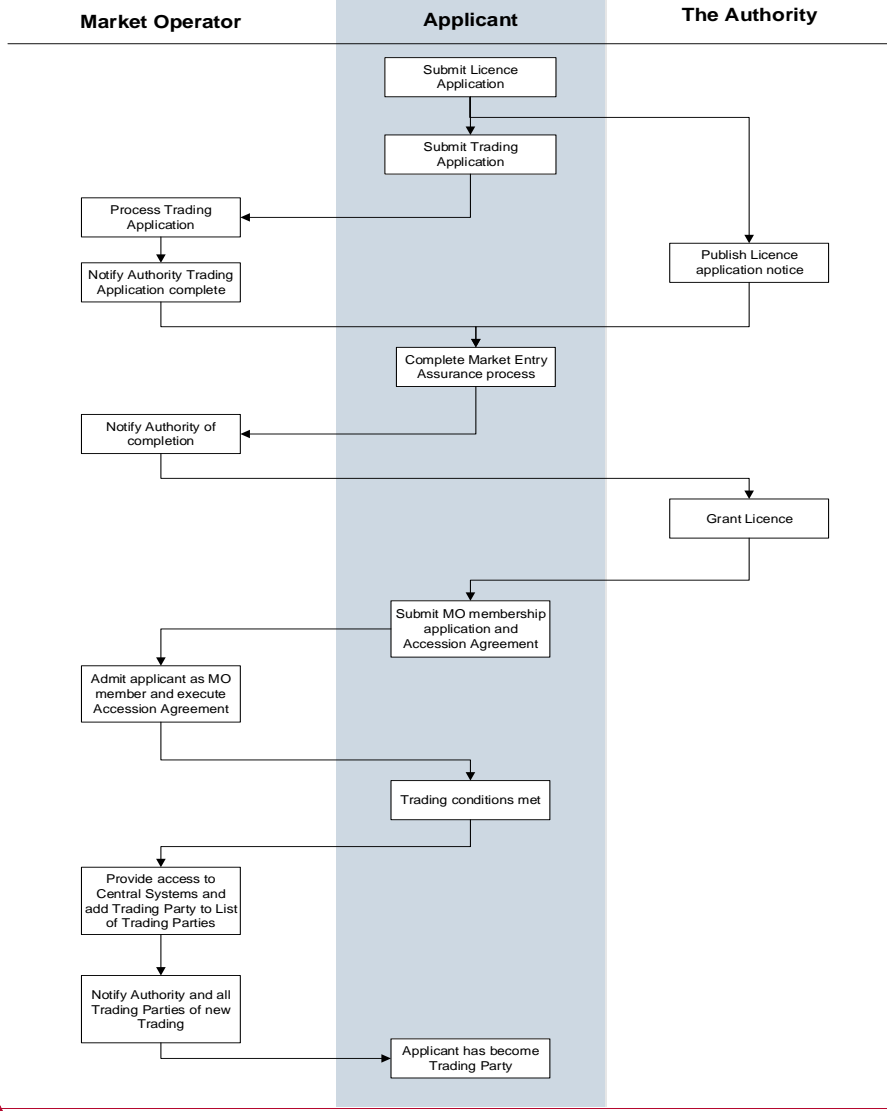 Market Operator
Applicant
The Authority
Submit Licence
Application
Submit Trading
Application
Process Trading
Application
Notify Authority Trading
Application complete
Publish Licence
application notice
Complete Market Entry
Assurance process
Notify Authority of
completion
Grant Licence
Submit MO membership
application and
Accession Agreement
Admit applicant as MO
member and execute
Accession Agreement
Trading conditions met
Provide access to
Central Systems and
add Trading Party to List
of Trading Parties
Notify Authority and all
Trading Parties of new
Trading
Applicant has become
Trading Party